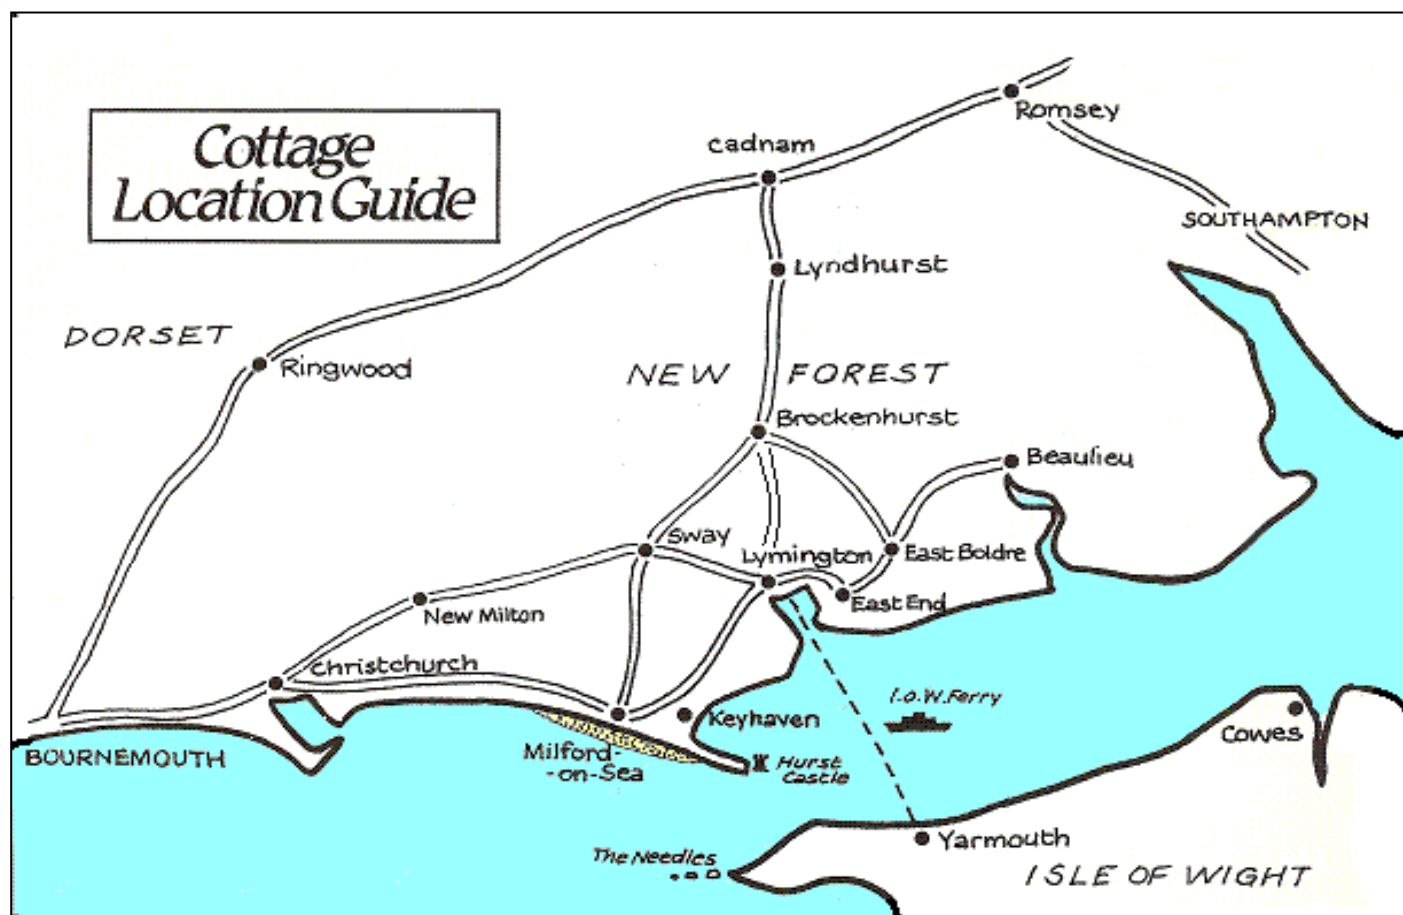 Cottage
Location Guide
Romsey
Cadnam
SOUTHAMPTON
Lyndhurst
DORSET
Ringwood
NEW FOREST
Brockenhurst
Beaulieu
Sway
Lymington
East Boldre
East End
New Milton
Christchurch
I.o.W. Ferry
Keyhaven
Cowes
BOURNEMOUTH
Milford-
-on-Sea
Hurst
Castle
Yarmouth
The Needles
ISLE OF WIGHT